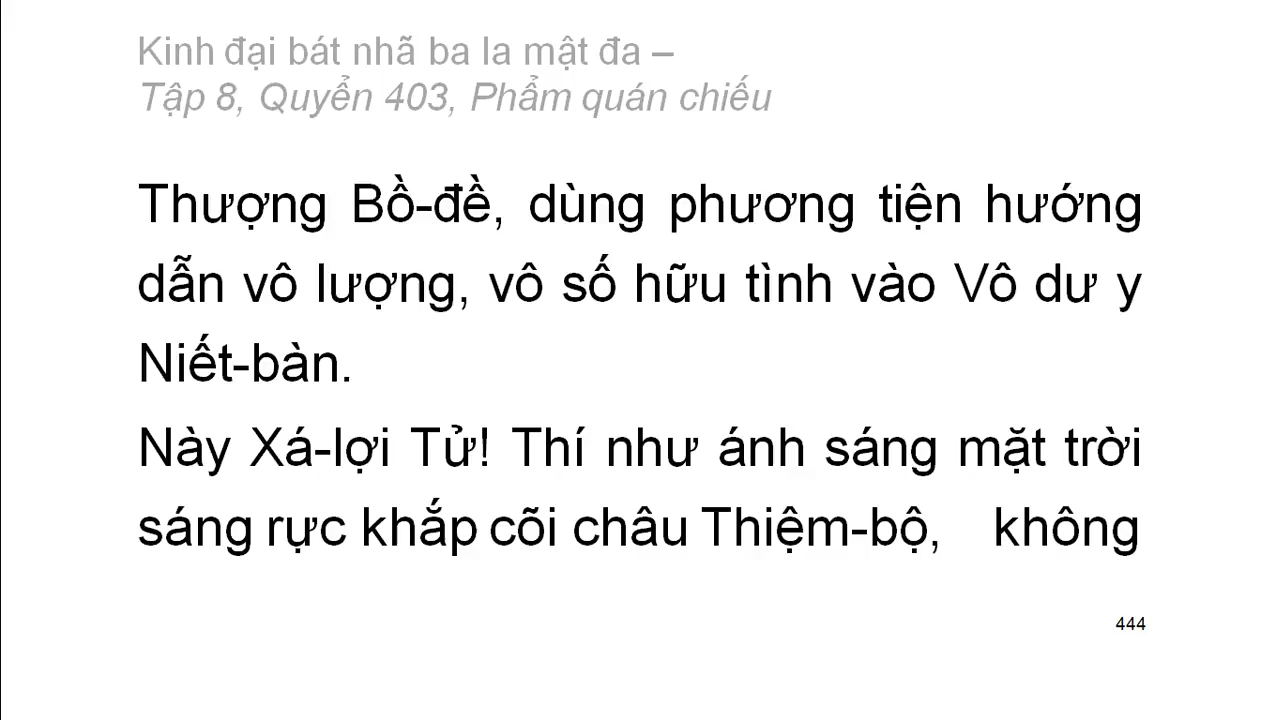 Kinh đại bát nhã ba la mật đa –
Tập 8, Quyển 403, Phẩm quán chiếu
Thượng Bồ-đề, dùng phương tiện hướng
dẫn vô lượng, vô số hữu tình vào Vô dư y
Niết-bàn.
Này Xá-lợi Tử! Thí như ánh sáng mặt trời
sáng rực khắp cõi châu Thiệm-bộ, không
444